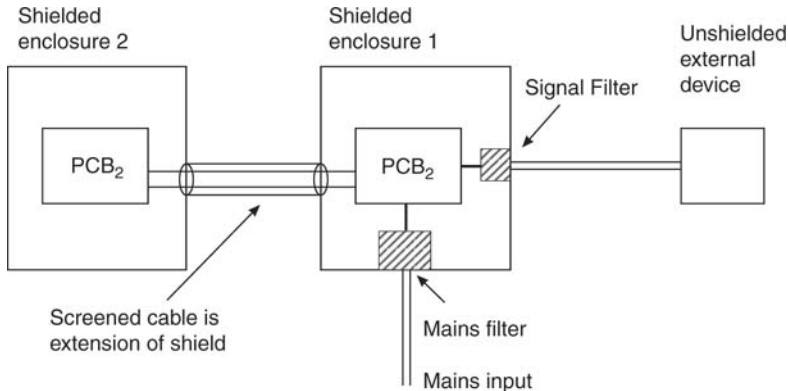 Shielded
enclosure 2
Shielded
enclosure 1
Unshielded
external
device
Signal Filter
PCB₂
PCB₂
Screened cable is
extension of shield
Mains filter
Mains input